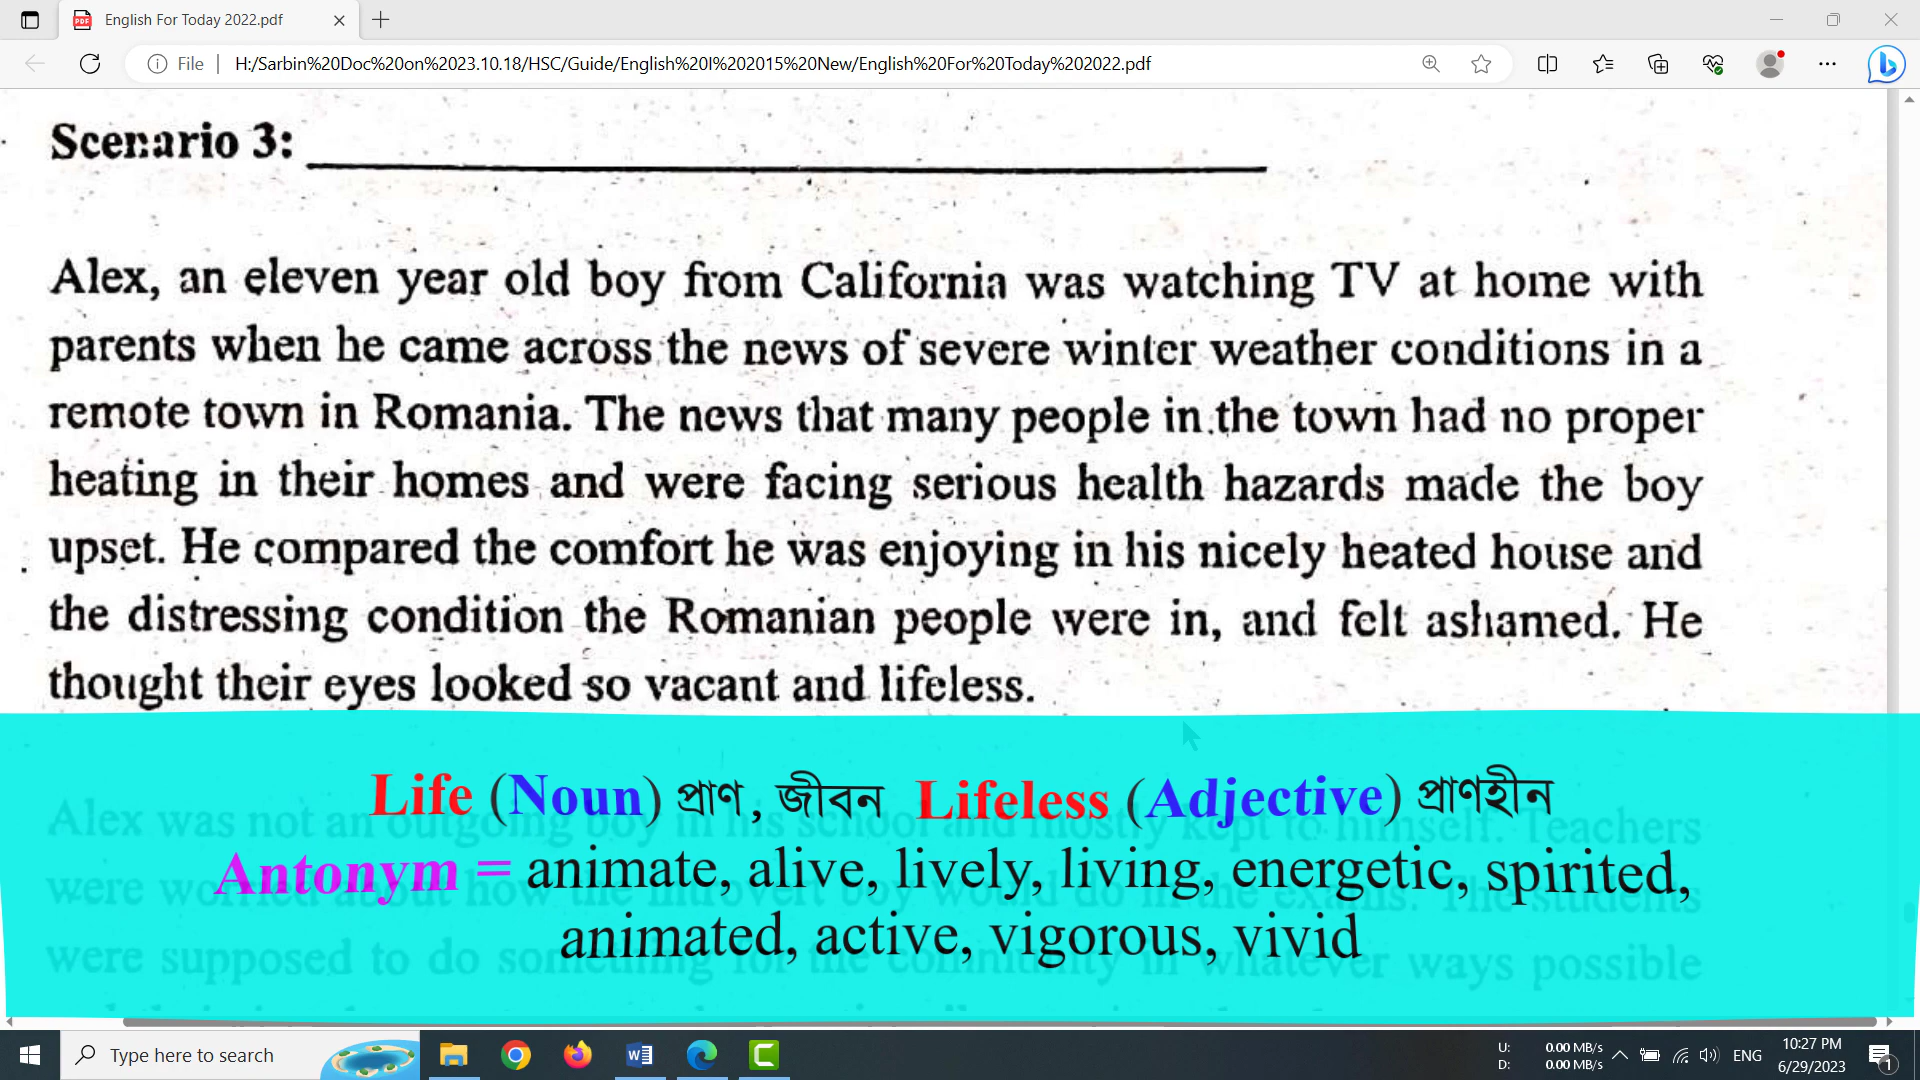 English For Today 2022.pdf
File
H:/Sarbin%20Doc%20on%2023.10.18/HSC/Guide/English%20I%202015%20New/English%20For%20Today%202022.pdf
Scenario 3:
Alex, an eleven year old boy from California was watching TV at home with
parents when he came across the news of severe winter weather conditions in a
remote town in Romania. The news that many people in the town had no proper
heating in their homes and were facing serious health hazards made the boy
upset. He compared the comfort he was enjoying in his nicely heated house and
the distressing condition the Romanian people were in, and felt ashamed. He
thought their eyes looked so vacant and lifeless.
Life (Noun) প্রাণ, জীবন Lifeless (Adjective) প্রাণহীন
Alex was not an outgoing boy in his school and mostly kept to himself. Teachers
Antonym = animate, alive, lively, living, energetic, spirited,
were worried about how the introvert boy would do in the exams. The students
animated, active, vigorous, vivid
were supposed to do something for the community in whatever ways possible
Type here to search
U: 0.00 MB/s
D: 0.00 MB/s
ENG
10:27 PM
6/29/2023
1